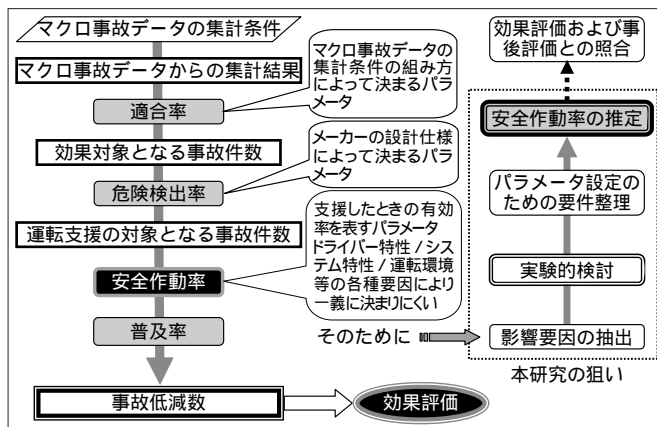 マクロ事故データの集計条件
マクロ事故データからの集計結果
適合率
効果対象となる事故件数
危険検出率
運転支援の対象となる事故件数
安全作動率
普及率
事故低減数
効果評価
マクロ事故データの
集計条件の組み方
によって決まるパラ
メータ
メーカーの設計仕様
によって決まるパラ
メータ
支援したときの有効
率を表すパラメータ
ドライバー特性 / シス
テム特性 / 運転環境
等の各種要因により
一義に決まりにくい
そのために
効果評価および事
後評価との照合
安全作動率の推定
パラメータ設定の
ための要件整理
実験的検討
影響要因の抽出
本研究の狙い